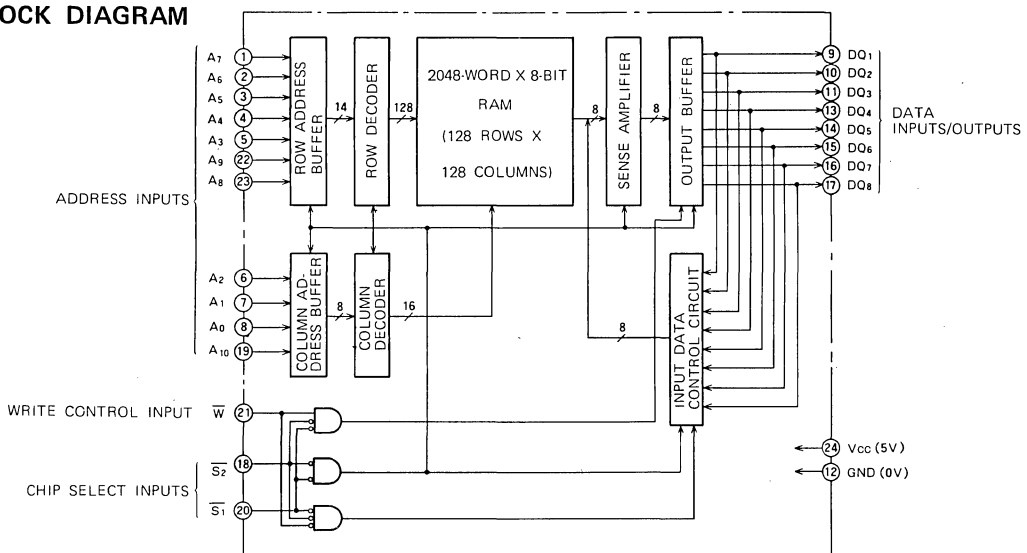 OCK DIAGRAM
ADDRESS INPUTS
A7 1
A6 2
A5 3
A4 4
A3 5
A9 22
A8 23
A2 6
A1 7
A0 8
A10 19
ROW ADDRESS
BUFFER
14
ROW DECODER
128
2048-WORD X 8-BIT
RAM
(128 ROWS X
128 COLUMNS)
8
SENSE AMPLIFIER
8
OUTPUT BUFFER
9 DQ1
10 DQ2
11 DQ3
13 DQ4
14 DQ5
15 DQ6
16 DQ7
17 DQ8
DATA
INPUTS/OUTPUTS
COLUMN AD-
DRESS BUFFER
8
COLUMN
DECODER
16
8
INPUT DATA
CONTROL CIRCUIT
WRITE CONTROL INPUT W̅ 21
CHIP SELECT INPUTS
S̅2 18
S̅1 20
24 Vcc (5V)
12 GND (0V)